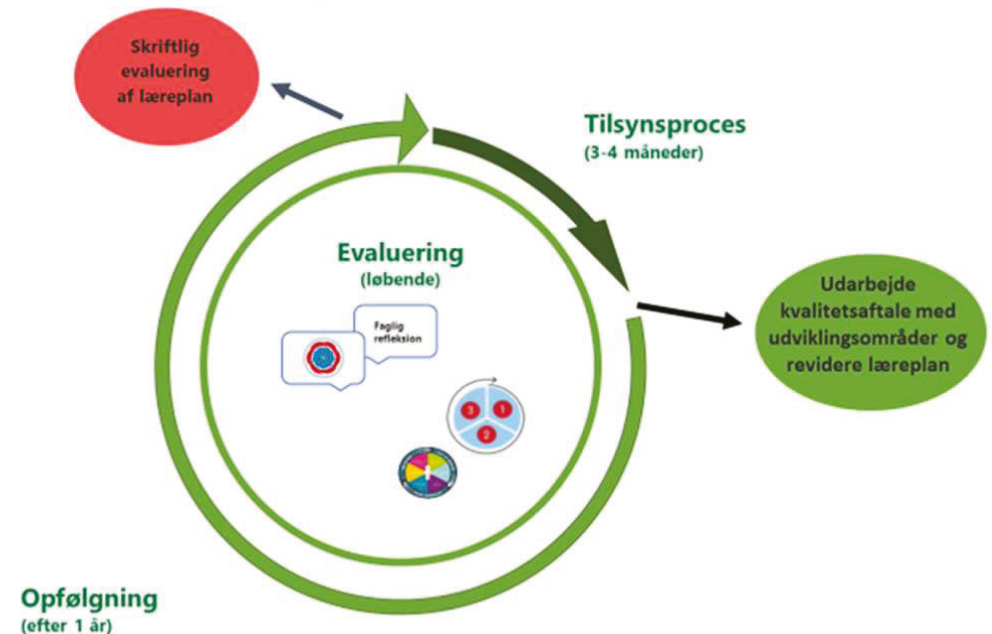 Skriftlig
evaluering
af læreplan
Tilsynsproces
(3-4 måneder)
Evaluering
(løbende)
Faglig
refleksion
Udarbejde
kvalitetsaftale med
udviklingsområder og
revidere læreplan
3
1
2
Opfølgning
(efter 1 år)